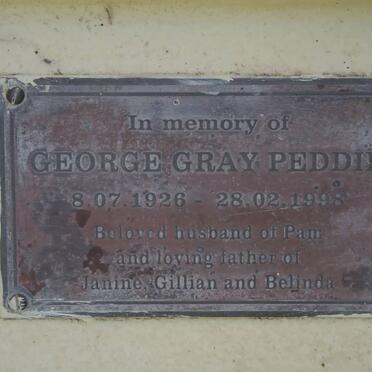 In memory of
GEORGE GRAY PEDDI
8.07.1926 - 28.02.1998
Beloved husband of Pam
and loving father of
Janine, Gillian and Belinda